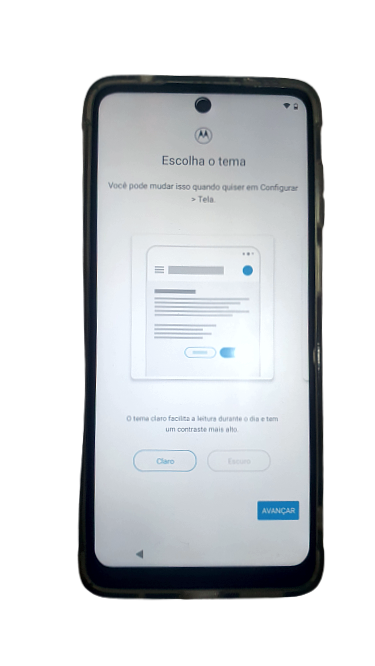 Escolha o tema
Você pode mudar isso quando quiser em Configurar
> Tela.
O tema claro facilita a leitura durante o dia e tem
um contraste mais alto.
Claro
Escuro
AVANÇAR